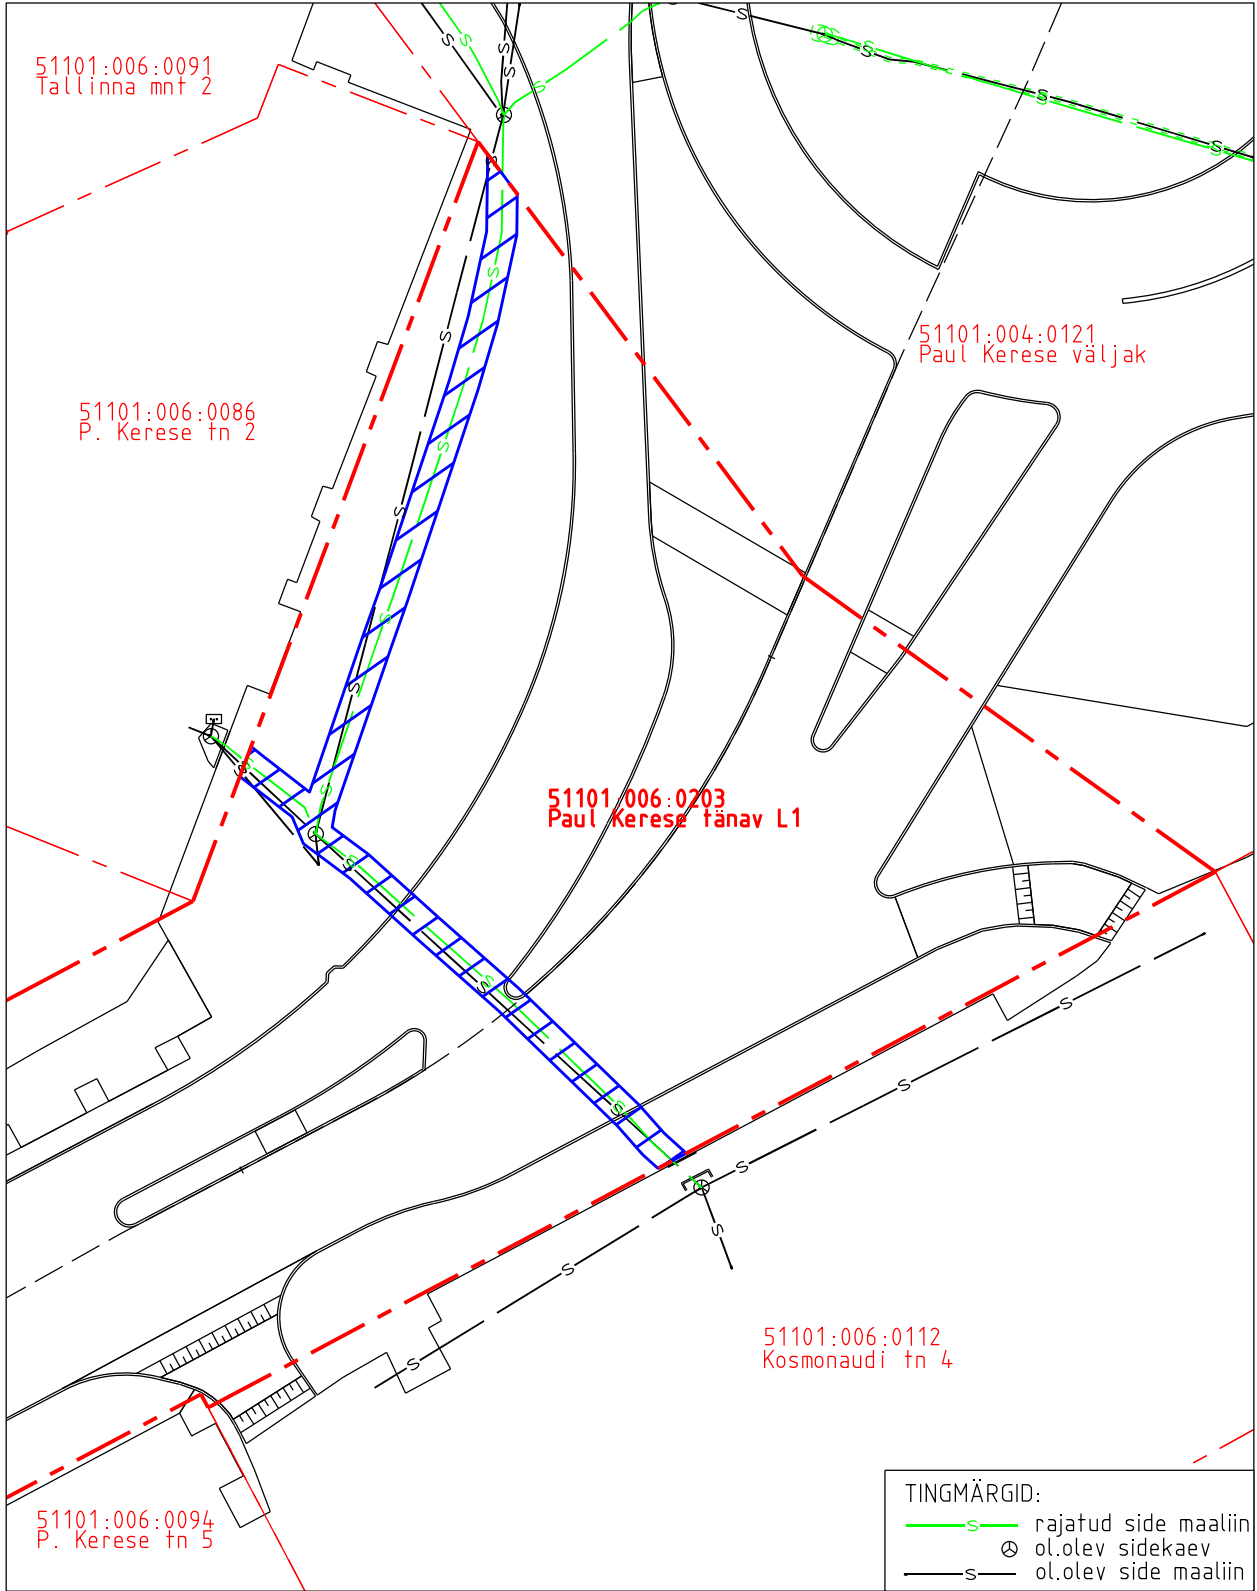 51101:006:0091
Tallinna mnt 2
51101:004:0121
Paul Kerese väljak
51101:006:0086
P. Kerese tn 2
51101:006:0203
Paul Kerese tänav L1
51101:006:0112
Kosmonaudi tn 4
51101:006:0094
P. Kerese tn 5
TINGMÄRGID:
S rajatud side maaliin
ol.olev sidekaev
S ol.olev side maaliin